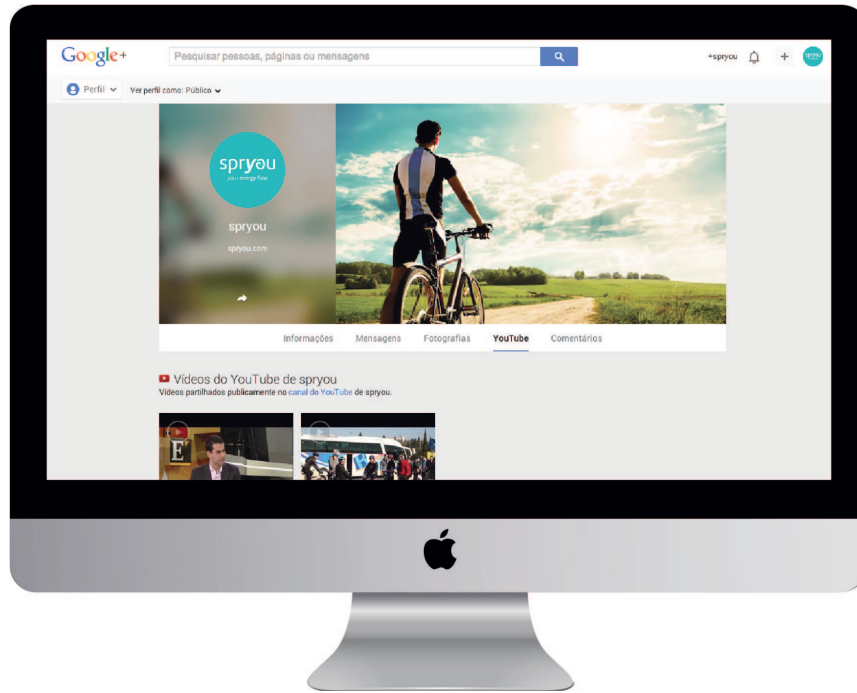 Google+
Pesquisar pessoas, páginas ou mensagens
+spryou
Perfil
Ver perfil como: Público
spryou
your energy flow
spryou
spryou.com
Informações Mensagens Fotografias YouTube Comentários
Vídeos do YouTube de spryou
Vídeos partilhados publicamente no canal do YouTube de spryou.
E